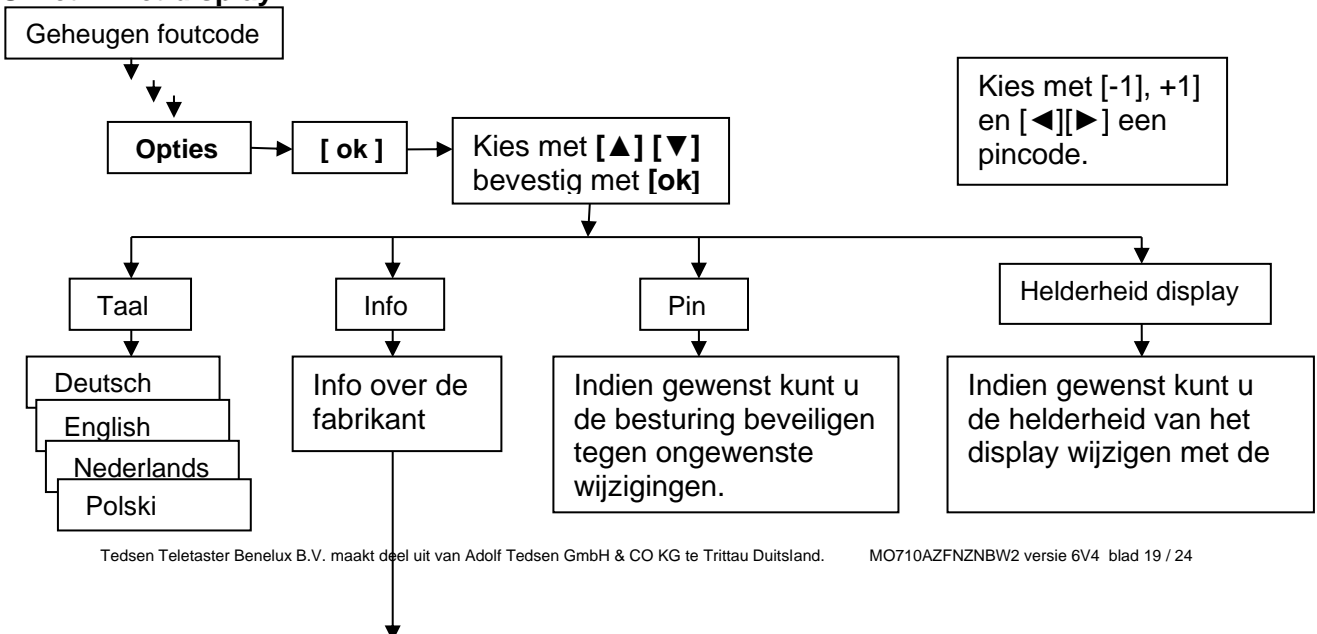 Geheugen foutcode
Kies met [-1], +1]
en [◄][►] een
pincode.
Opties
[ ok ]
Kies met [▲] [▼]
bevestig met [ok]
Taal
Info
Pin
Helderheid display
Deutsch
English
Nederlands
Polski
Info over de
fabrikant
Indien gewenst kunt u
de besturing beveiligen
tegen ongewenste
wijzigingen.
Indien gewenst kunt u
de helderheid van het
display wijzigen met de
Tedsen Teletaster Benelux B.V. maakt deel uit van Adolf Tedsen GmbH & CO KG te Trittau Duitsland. MO710AZFNZNBW2 versie 6V4 blad 19 / 24